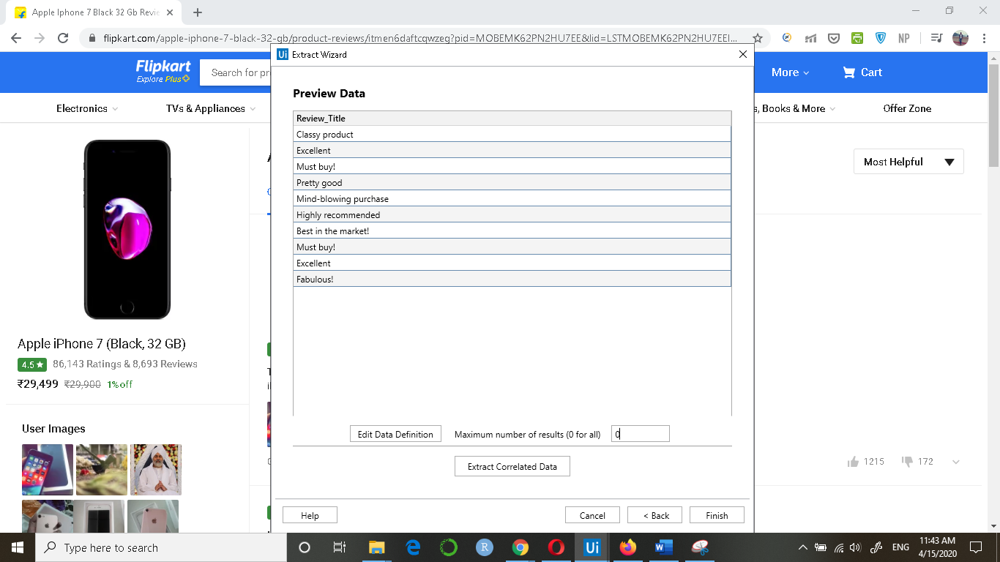 Apple Iphone 7 Black 32 Gb Revie
flipkart.com/apple-iphone-7-black-32-gb/product-reviews/itmen6daftcqwzeg?pid=MOBEMK62PN2HU7EE&lid=LSTMOBEMK62PN2HU7EEI...
NP
Ui Extract Wizard
Flipkart
Explore Plus
Search for pr
More
Cart
Electronics
TVs & Appliances
s, Books & More
Offer Zone
Preview Data
Review_Title
Classy product
Excellent
Must buy!
Pretty good
Mind-blowing purchase
Highly recommended
Best in the market!
Must buy!
Excellent
Fabulous!
Most Helpful
Apple iPhone 7 (Black, 32 GB)
4.5★ 86,143 Ratings & 8,693 Reviews
₹29,499 ₹29,900 1% off
User Images
Edit Data Definition
Maximum number of results (0 for all)
0
Extract Correlated Data
1215
172
Help
Cancel
< Back
Finish
Type here to search
R
Ui
W
ENG
11:43 AM
4/15/2020